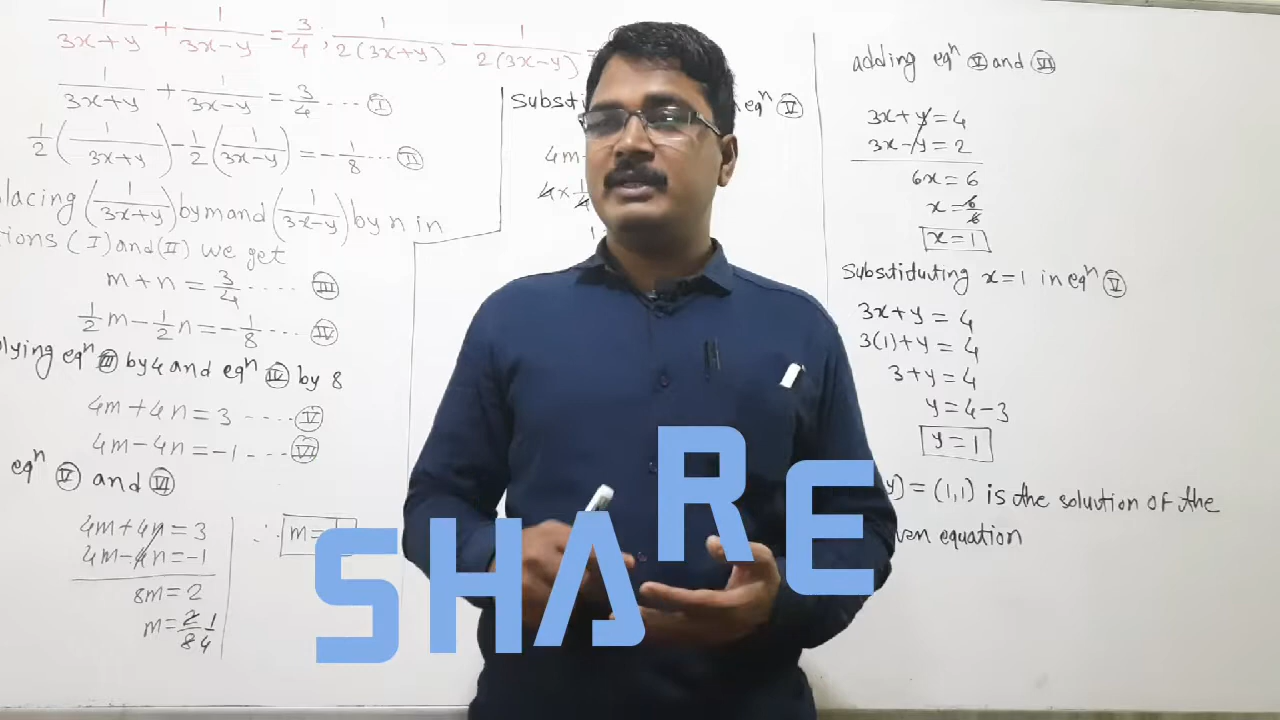 1/(3x+y) + 1/(3x-y) = 3/4 ; 1/2(3x+y) - 1/2(3x-y) =
1/(3x+y) + 1/(3x-y) = 3/4 .... (I)
1/2(1/(3x+y)) - 1/2(1/(3x-y)) = -1/8 ... (II)
lacing (1/(3x+y)) by m and (1/(3x-y)) by n in
tions (I) and (II) we get
m + n = 3/4 ..... (III)
1/2 m - 1/2 n = -1/8 .... (IV)
lying eqⁿ (III) by 4 and eqⁿ (IV) by 8
4m + 4n = 3 .... (V)
4m - 4n = -1 .... (VI)
eqⁿ (V) and (VI)
4m + 4n = 3
4m - 4n = -1
8m = 2
m = 2/8 1/4
∴ m =
Substi eqⁿ (V)
4m-
4 × 1/4
adding eqⁿ (V) and (VI)
3x + y = 4
3x - y = 2
6x = 6
x = 6/6
x = 1
Substiduting x = 1 in eqⁿ (V)
3x + y = 4
3(1) + y = 4
3 + y = 4
y = 4 - 3
y = 1
y) = (1,1) is the solution of the
ven equation
SHARE